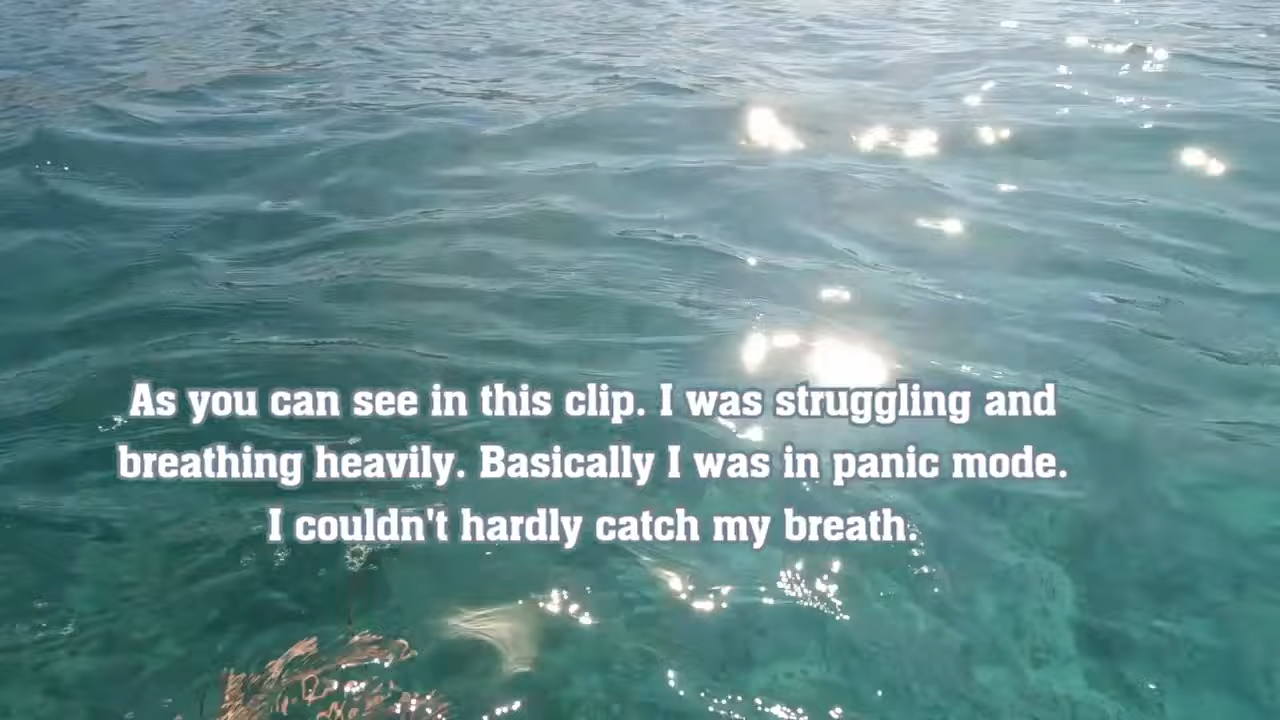 As you can see in this clip. I was struggling and
breathing heavily. Basically I was in panic mode.
I couldn't hardly catch my breath.